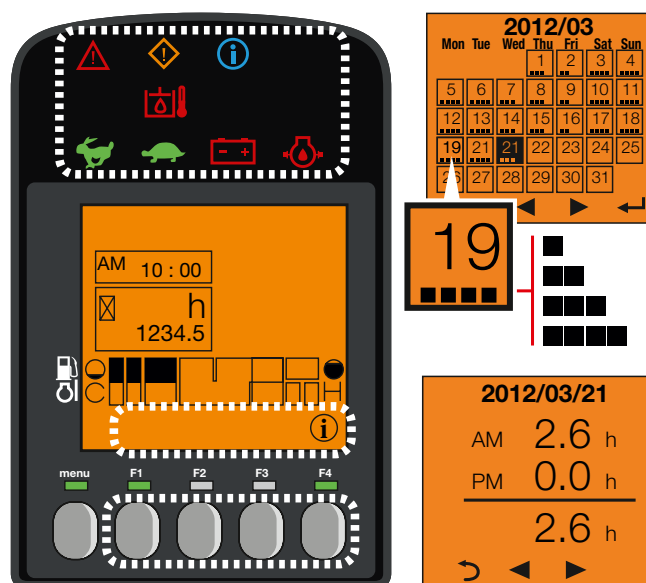 AM 10 : 00
h
1234.5
C H
menu F1 F2 F3 F4
2012/03
Mon Tue Wed Thu Fri Sat Sun
1 2 3 4
5 6 7 8 9 10 11
12 13 14 15 16 17 18
19 21 21 22 23 24 25
26 27 28 29 30 31
19
2012/03/21
AM 2.6 h
PM 0.0 h
2.6 h